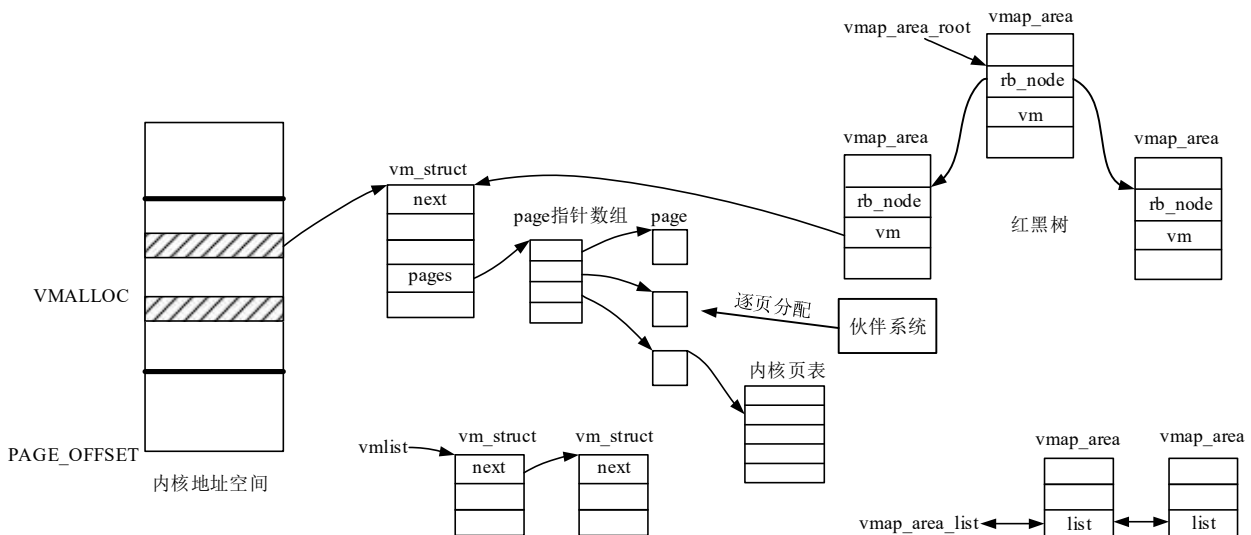 vmap_area
vmap_area_root
rb_node
vm
vmap_area
rb_node
vm
vmap_area
rb_node
vm
红黑树
vm_struct
next
pages
page指针数组
page
逐页分配
伙伴系统
内核页表
VMALLOC
PAGE_OFFSET
内核地址空间
vmlist
vm_struct
next
vm_struct
next
vmap_area
vmap_area
vmap_area_list
list
list